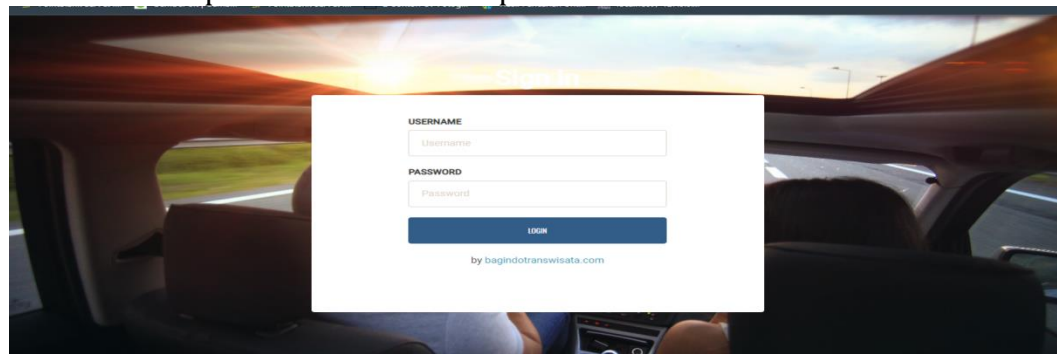 Sign In
USERNAME
Username
PASSWORD
Password
LOGIN
by bagindotranswisata.com